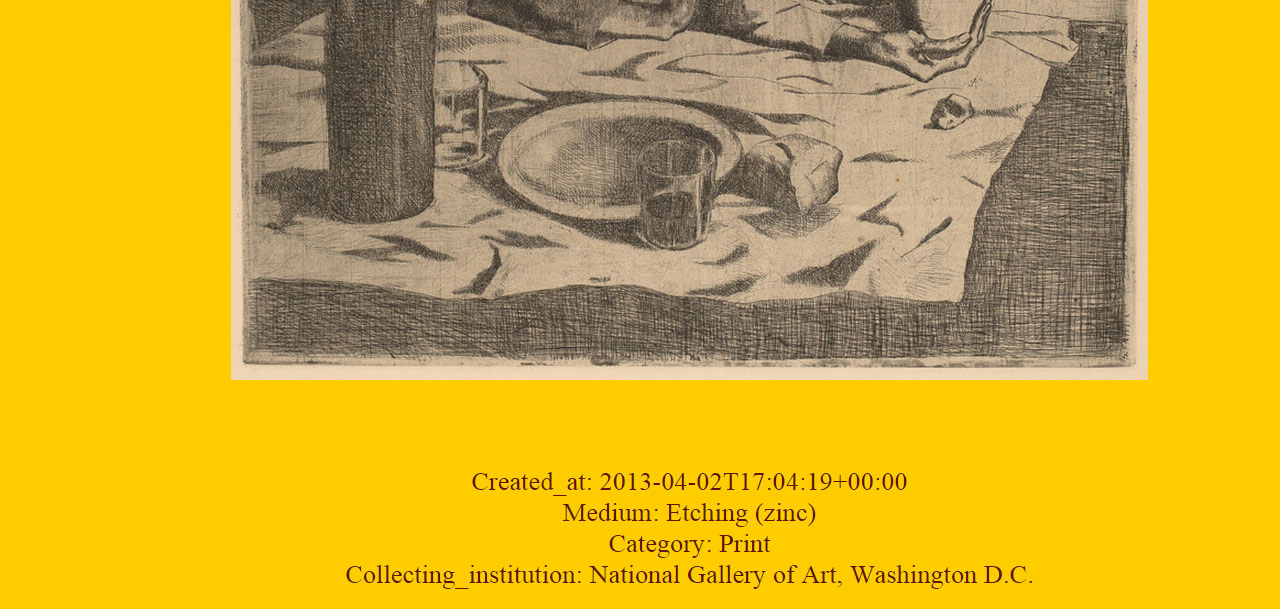 Created_at: 2013-04-02T17:04:19+00:00
Medium: Etching (zinc)
Category: Print
Collecting_institution: National Gallery of Art, Washington D.C.